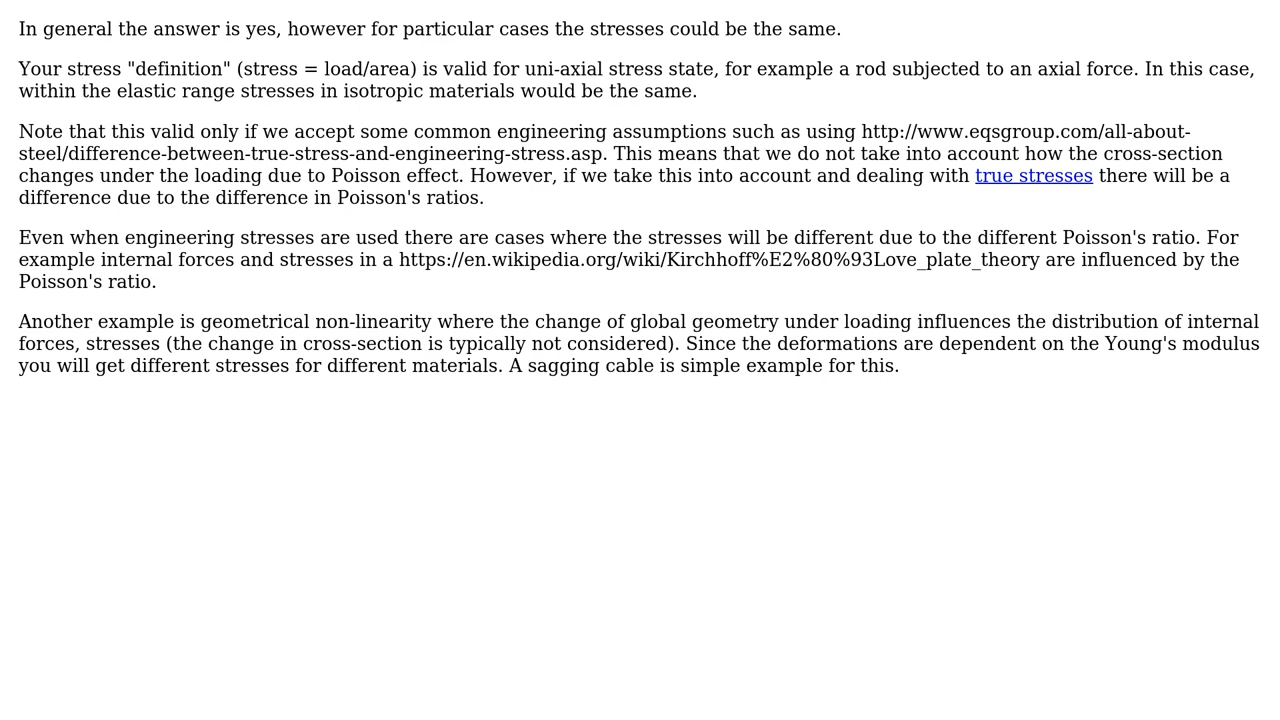 In general the answer is yes, however for particular cases the stresses could be the same.
Your stress "definition" (stress = load/area) is valid for uni-axial stress state, for example a rod subjected to an axial force. In this case,
within the elastic range stresses in isotropic materials would be the same.
Note that this valid only if we accept some common engineering assumptions such as using http://www.eqsgroup.com/all-about-
steel/difference-between-true-stress-and-engineering-stress.asp. This means that we do not take into account how the cross-section
changes under the loading due to Poisson effect. However, if we take this into account and dealing with true stresses there will be a
difference due to the difference in Poisson's ratios.
Even when engineering stresses are used there are cases where the stresses will be different due to the different Poisson's ratio. For
example internal forces and stresses in a https://en.wikipedia.org/wiki/Kirchhoff%E2%80%93Love_plate_theory are influenced by the
Poisson's ratio.
Another example is geometrical non-linearity where the change of global geometry under loading influences the distribution of internal
forces, stresses (the change in cross-section is typically not considered). Since the deformations are dependent on the Young's modulus
you will get different stresses for different materials. A sagging cable is simple example for this.